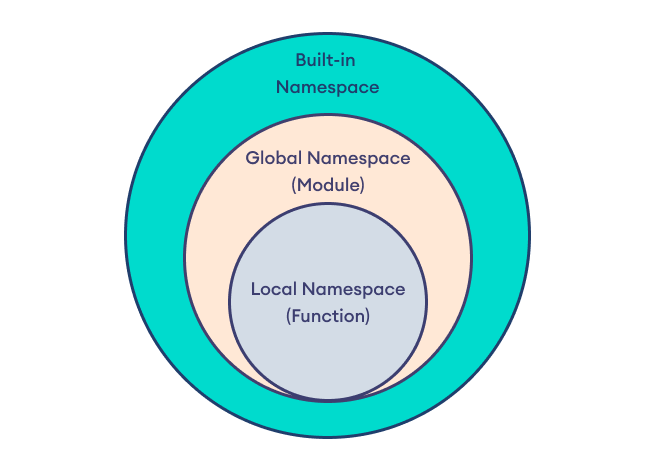 Built-in
Namespace
Global Namespace
(Module)
Local Namespace
(Function)